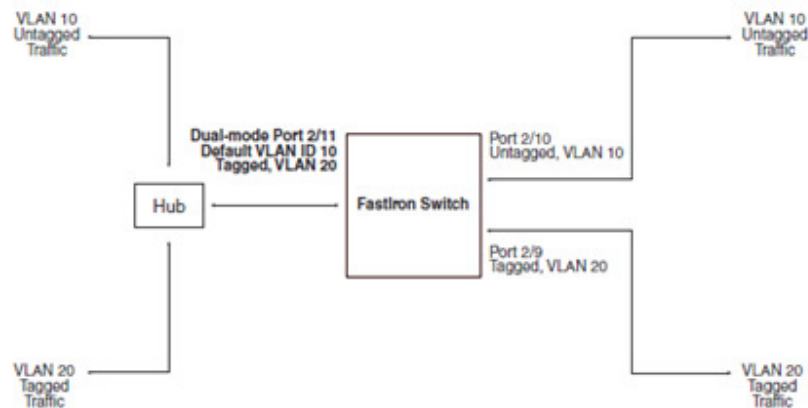 VLAN 10
Untagged
Traffic
VLAN 10
Untagged
Traffic
Dual-mode Port 2/11
Default VLAN ID 10
Tagged, VLAN 20
Port 2/10
Untagged, VLAN 10
Hub
FastIron Switch
Port 2/9
Tagged, VLAN 20
VLAN 20
Tagged
Traffic
VLAN 20
Tagged
Traffic